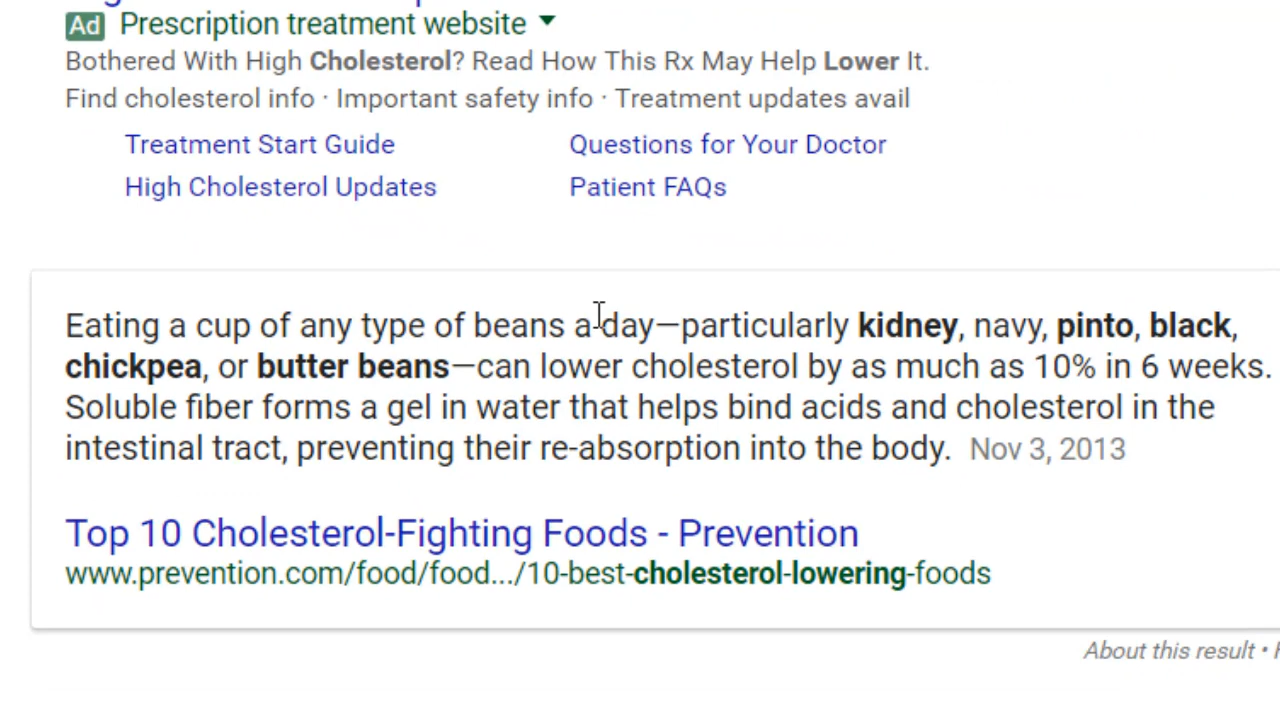 Ad Prescription treatment website
Bothered With High Cholesterol? Read How This Rx May Help Lower It.
Find cholesterol info · Important safety info · Treatment updates avail
Treatment Start Guide Questions for Your Doctor
High Cholesterol Updates Patient FAQs
Eating a cup of any type of beans a day—particularly kidney, navy, pinto, black,
chickpea, or butter beans—can lower cholesterol by as much as 10% in 6 weeks.
Soluble fiber forms a gel in water that helps bind acids and cholesterol in the
intestinal tract, preventing their re-absorption into the body. Nov 3, 2013
Top 10 Cholesterol-Fighting Foods - Prevention
www.prevention.com/food/food.../10-best-cholesterol-lowering-foods
About this result •